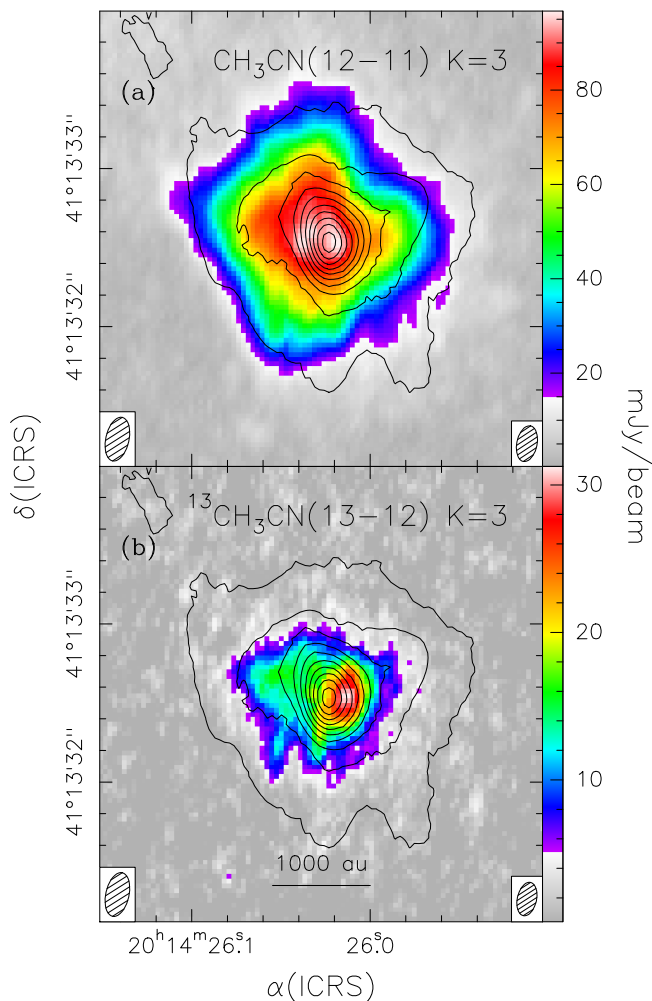 CH₃CN(12−11) K=3
(a)
41°13'33"
41°13'32"
80
60
40
20
mJy/beam
δ(ICRS)
¹³CH₃CN(13−12) K=3
(b)
41°13'33"
41°13'32"
30
20
10
1000 au
20ʰ14ᵐ26ˢ.1
26ˢ.0
α(ICRS)